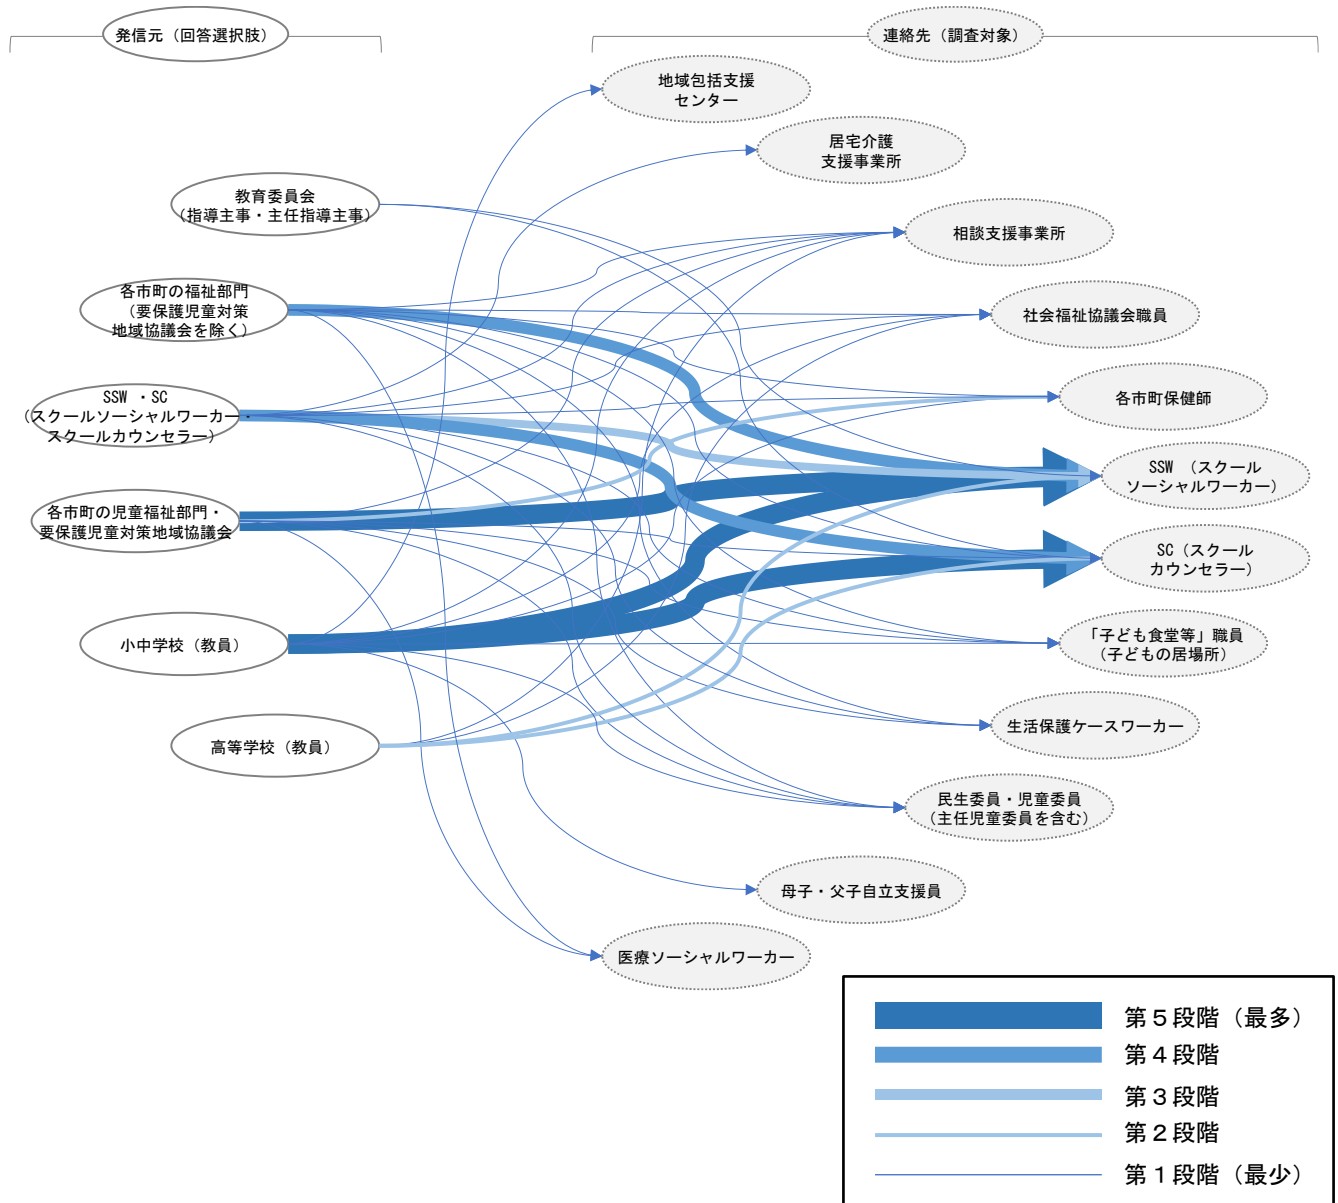 発信元（回答選択肢）
連絡先（調査対象）
地域包括支援
センター
居宅介護
支援事業所
教育委員会
（指導主事・主任指導主事）
相談支援事業所
各市町の福祉部門
（要保護児童対策
地域協議会を除く）
社会福祉協議会職員
SSW ・SC
（スクールソーシャルワーカー・
スクールカウンセラー）
各市町保健師
SSW （スクール
ソーシャルワーカー）
各市町の児童福祉部門・
要保護児童対策地域協議会
SC（スクール
カウンセラー）
小中学校（教員）
「子ども食堂等」職員
（子どもの居場所）
高等学校（教員）
生活保護ケースワーカー
民生委員・児童委員
（主任児童委員を含む）
母子・父子自立支援員
医療ソーシャルワーカー
第５段階（最多）
第４段階
第３段階
第２段階
第１段階（最少）